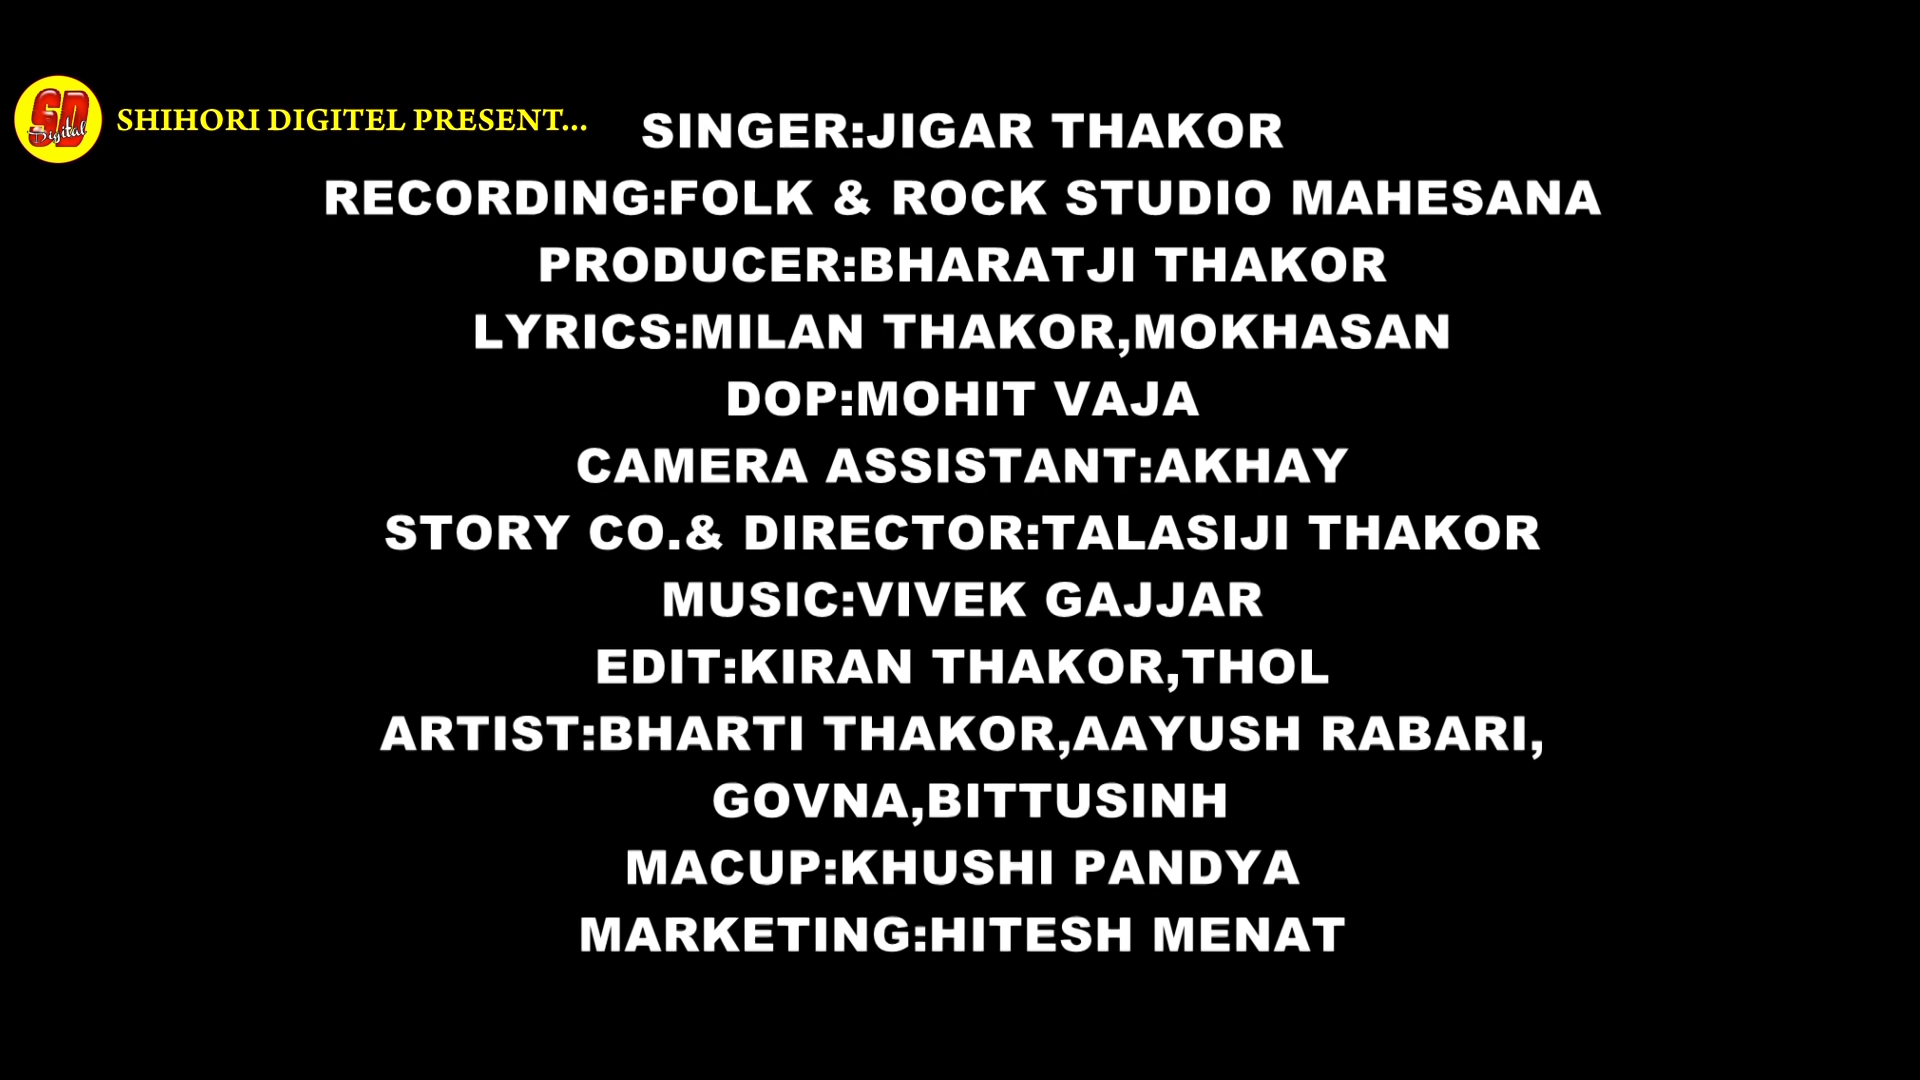 SD
Digital
SHIHORI DIGITEL PRESENT...
SINGER:JIGAR THAKOR
RECORDING:FOLK & ROCK STUDIO MAHESANA
PRODUCER:BHARATJI THAKOR
LYRICS:MILAN THAKOR,MOKHASAN
DOP:MOHIT VAJA
CAMERA ASSISTANT:AKHAY
STORY CO.& DIRECTOR:TALASIJI THAKOR
MUSIC:VIVEK GAJJAR
EDIT:KIRAN THAKOR,THOL
ARTIST:BHARTI THAKOR,AAYUSH RABARI,
GOVNA,BITTUSINH
MACUP:KHUSHI PANDYA
MARKETING:HITESH MENAT